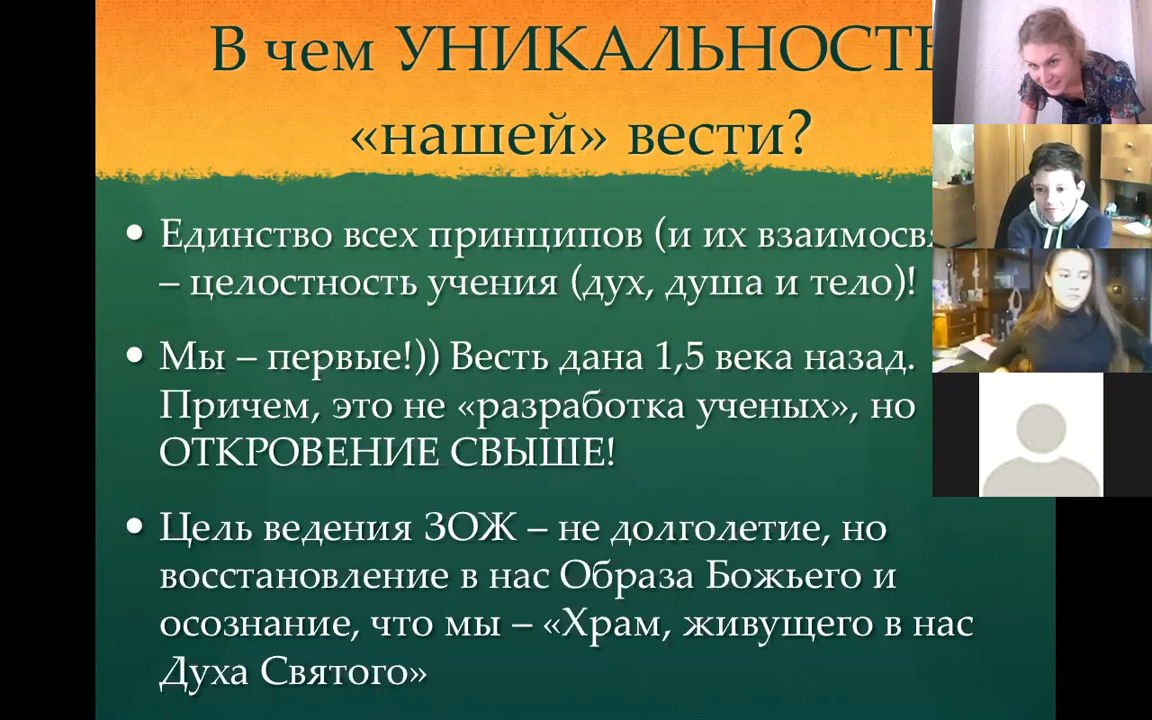 В чем УНИКАЛЬНОСТЬ
«нашей» вести?
• Единство всех принципов (и их
– целостность учения (дух, душа и тело)!
• Мы – первые!)) Весть дана 1,5 века назад.
Причем, это не «разработка ученых», но
ОТКРОВЕНИЕ СВЫШЕ!
• Цель ведения ЗОЖ – не долголетие, но
восстановление в нас Образа Божьего и
осознание, что мы – «Храм, живущего в нас
Духа Святого»